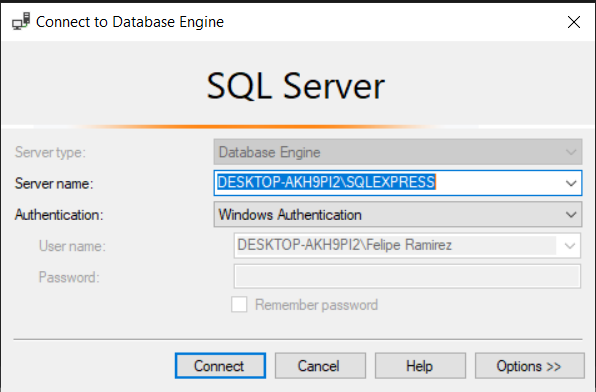 Connect to Database Engine
SQL Server
Server type: Database Engine
Server name: DESKTOP-AKH9PI2\SQLEXPRESS
Authentication: Windows Authentication
User name: DESKTOP-AKH9PI2\Felipe Ramirez
Password:
Remember password
Connect Cancel Help Options >>